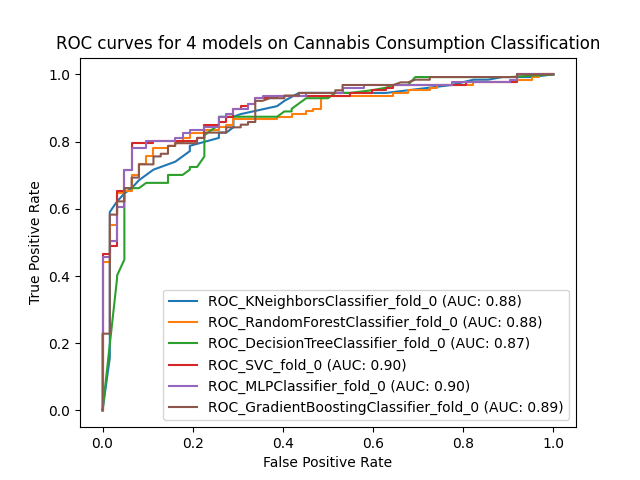 ROC curves for 4 models on Cannabis Consumption Classification
True Positive Rate
1.0
0.8
0.6
0.4
0.2
0.0
ROC_KNeighborsClassifier_fold_0 (AUC: 0.88)
ROC_RandomForestClassifier_fold_0 (AUC: 0.88)
ROC_DecisionTreeClassifier_fold_0 (AUC: 0.87)
ROC_SVC_fold_0 (AUC: 0.90)
ROC_MLPClassifier_fold_0 (AUC: 0.90)
ROC_GradientBoostingClassifier_fold_0 (AUC: 0.89)
0.0 0.2 0.4 0.6 0.8 1.0
False Positive Rate